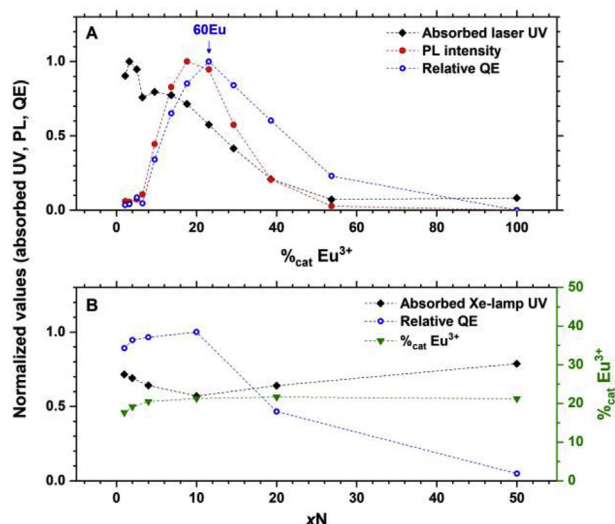 60Eu
A
Absorbed laser UV
PL intensity
Relative QE
1.0
0.5
0.0
0 20 40 60 80 100
%cat Eu3+
Normalized values (absorbed UV, PL, QE)
B
Absorbed Xe-lamp UV
Relative QE
%cat Eu3+
1.0
0.5
0.0
50
40
30
20
10
0
%cat Eu3+
0 10 20 30 40 50
xN